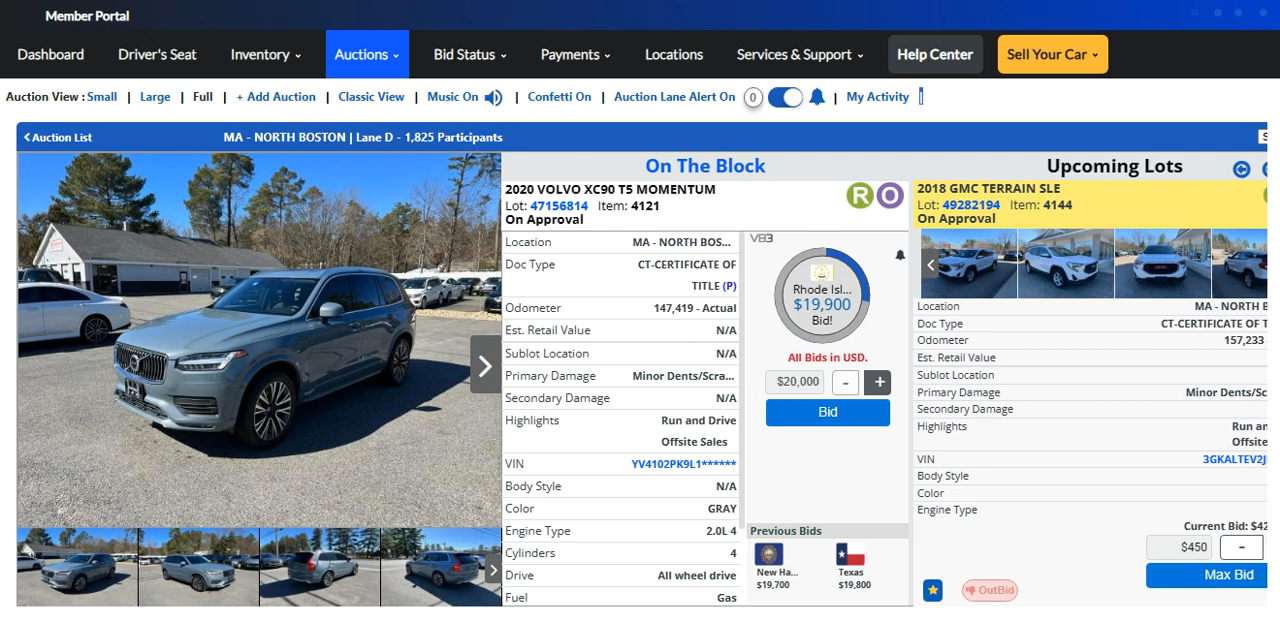 Member Portal
Dashboard Driver's Seat Inventory Auctions Bid Status Payments Locations Services & Support Help Center Sell Your Car
Auction View : Small | Large | Full | + Add Auction | Classic View | Music On | Confetti On | Auction Lane Alert On 0 | My Activity
Auction List MA - NORTH BOSTON | Lane D - 1,825 Participants
On The Block
2020 VOLVO XC90 T5 MOMENTUM
Lot: 47156814 Item: 4121
On Approval
R O
Location MA - NORTH BOS...
Doc Type CT-CERTIFICATE OF
TITLE (P)
Odometer 147,419 - Actual
Est. Retail Value N/A
Sublot Location N/A
Primary Damage Minor Dents/Scra...
Secondary Damage N/A
Highlights Run and Drive
Offsite Sales
VIN YV4102PK9L1******
Body Style N/A
Color GRAY
Engine Type 2.0L 4
Cylinders 4
Drive All wheel drive
Fuel Gas
VB3
Rhode Isl...
$19,900
Bid!
All Bids in USD.
$20,000 - +
Bid
Previous Bids
New Ha... Texas
$19,700 $19,800
Upcoming Lots
2018 GMC TERRAIN SLE
Lot: 49282194 Item: 4144
On Approval
Location MA - NORTH B
Doc Type CT-CERTIFICATE OF T
Odometer 157,233
Est. Retail Value
Sublot Location
Primary Damage Minor Dents/Sc
Secondary Damage
Highlights Run an
Offsite
VIN 3GKALTEV2J
Body Style
Color
Engine Type
Current Bid: $42
$450 -
Max Bid
OutBid